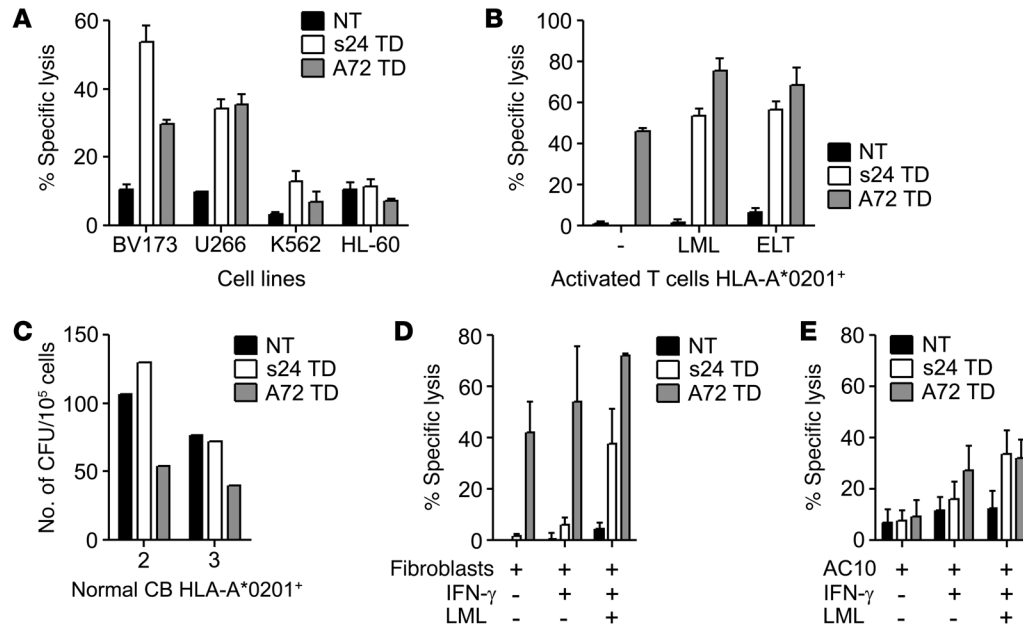 A
% Specific lysis
60
40
20
0
NT
s24 TD
A72 TD
BV173 U266 K562 HL-60
Cell lines
B
% Specific lysis
100
80
60
40
20
0
NT
s24 TD
A72 TD
- LML ELT
Activated T cells HLA-A*0201⁺
C
No. of CFU/10⁵ cells
150
100
50
0
NT
s24 TD
A72 TD
2 3
Normal CB HLA-A*0201⁺
D
% Specific lysis
80
60
40
20
0
NT
s24 TD
A72 TD
Fibroblasts + + +
IFN-γ - + +
LML - - +
E
% Specific lysis
80
60
40
20
0
NT
s24 TD
A72 TD
AC10 + + +
IFN-γ - + +
LML - - +